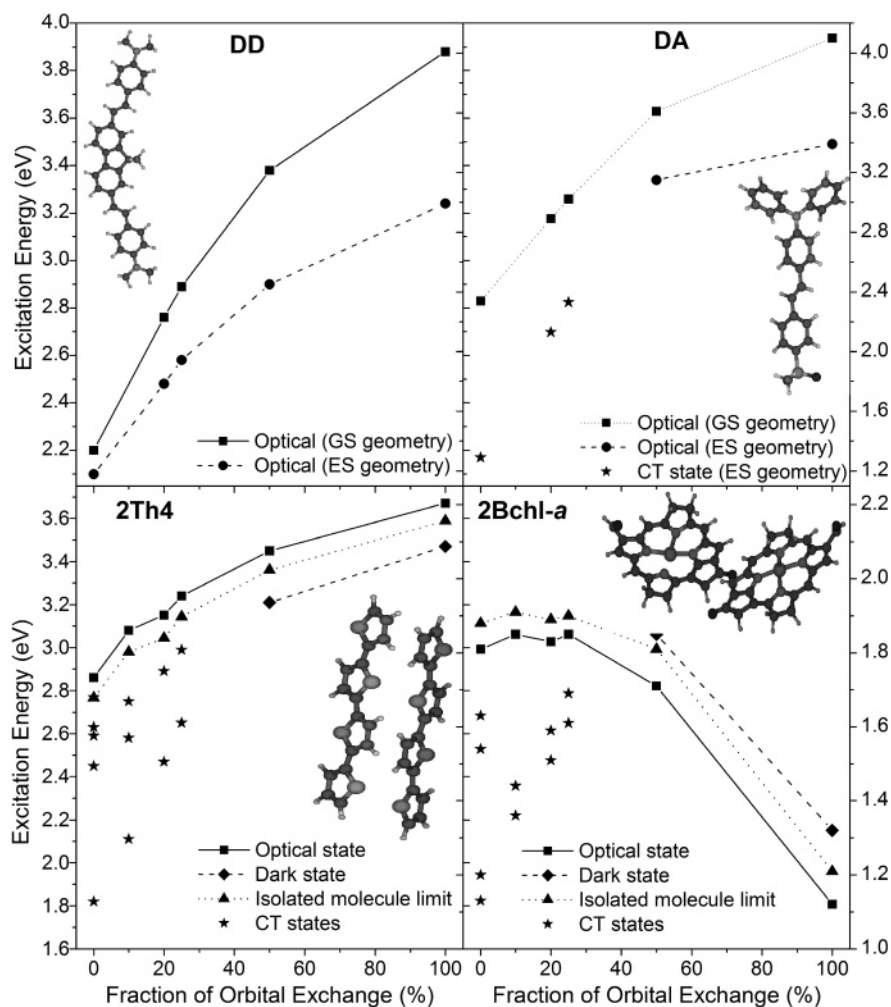 DD
DA
Excitation Energy (eV)
4.0
3.8
3.6
3.4
3.2
3.0
2.8
2.6
2.4
2.2
Optical (GS geometry)
Optical (ES geometry)
4.0
3.6
3.2
2.8
2.4
2.0
1.6
1.2
Optical (GS geometry)
Optical (ES geometry)
CT state (ES geometry)
2Th4
2Bchl-a
Excitation Energy (eV)
3.6
3.4
3.2
3.0
2.8
2.6
2.4
2.2
2.0
1.8
1.6
Optical state
Dark state
Isolated molecule limit
CT states
0 20 40 60 80 100
Fraction of Orbital Exchange (%)
2.2
2.0
1.8
1.6
1.4
1.2
1.0
Optical state
Dark state
Isolated molecule limit
CT states
0 20 40 60 80 100
Fraction of Orbital Exchange (%)